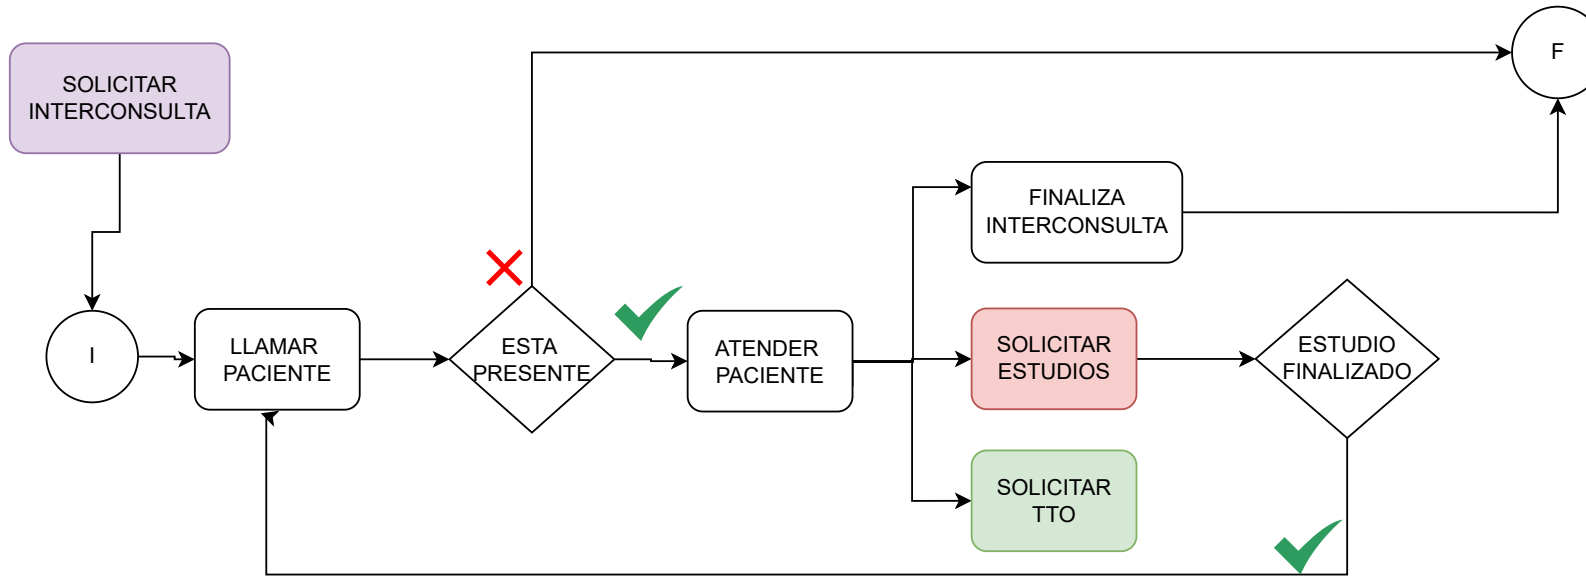 SOLICITAR
INTERCONSULTA
F
FINALIZA
INTERCONSULTA
I
LLAMAR
PACIENTE
ESTA
PRESENTE
ATENDER
PACIENTE
SOLICITAR
ESTUDIOS
ESTUDIO
FINALIZADO
SOLICITAR
TTO